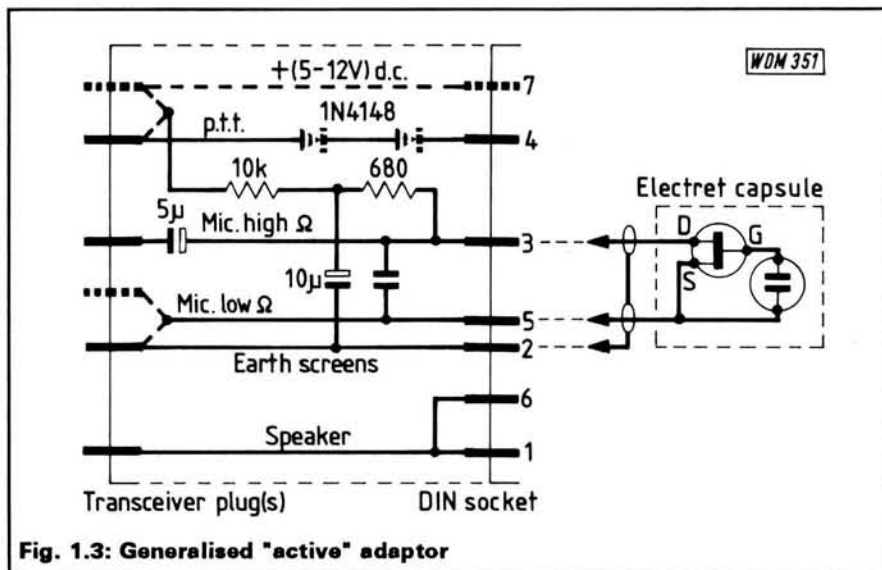 WDM 351
+(5-12V) d.c.
7
1N4148
p.t.t.
4
10k
680
Electret capsule
5µ
Mic. high Ω
3
D
G
S
10µ
Mic. low Ω
5
2
Earth screens
6
Speaker
1
Transceiver plug(s)
DIN socket
Fig. 1.3: Generalised "active" adaptor